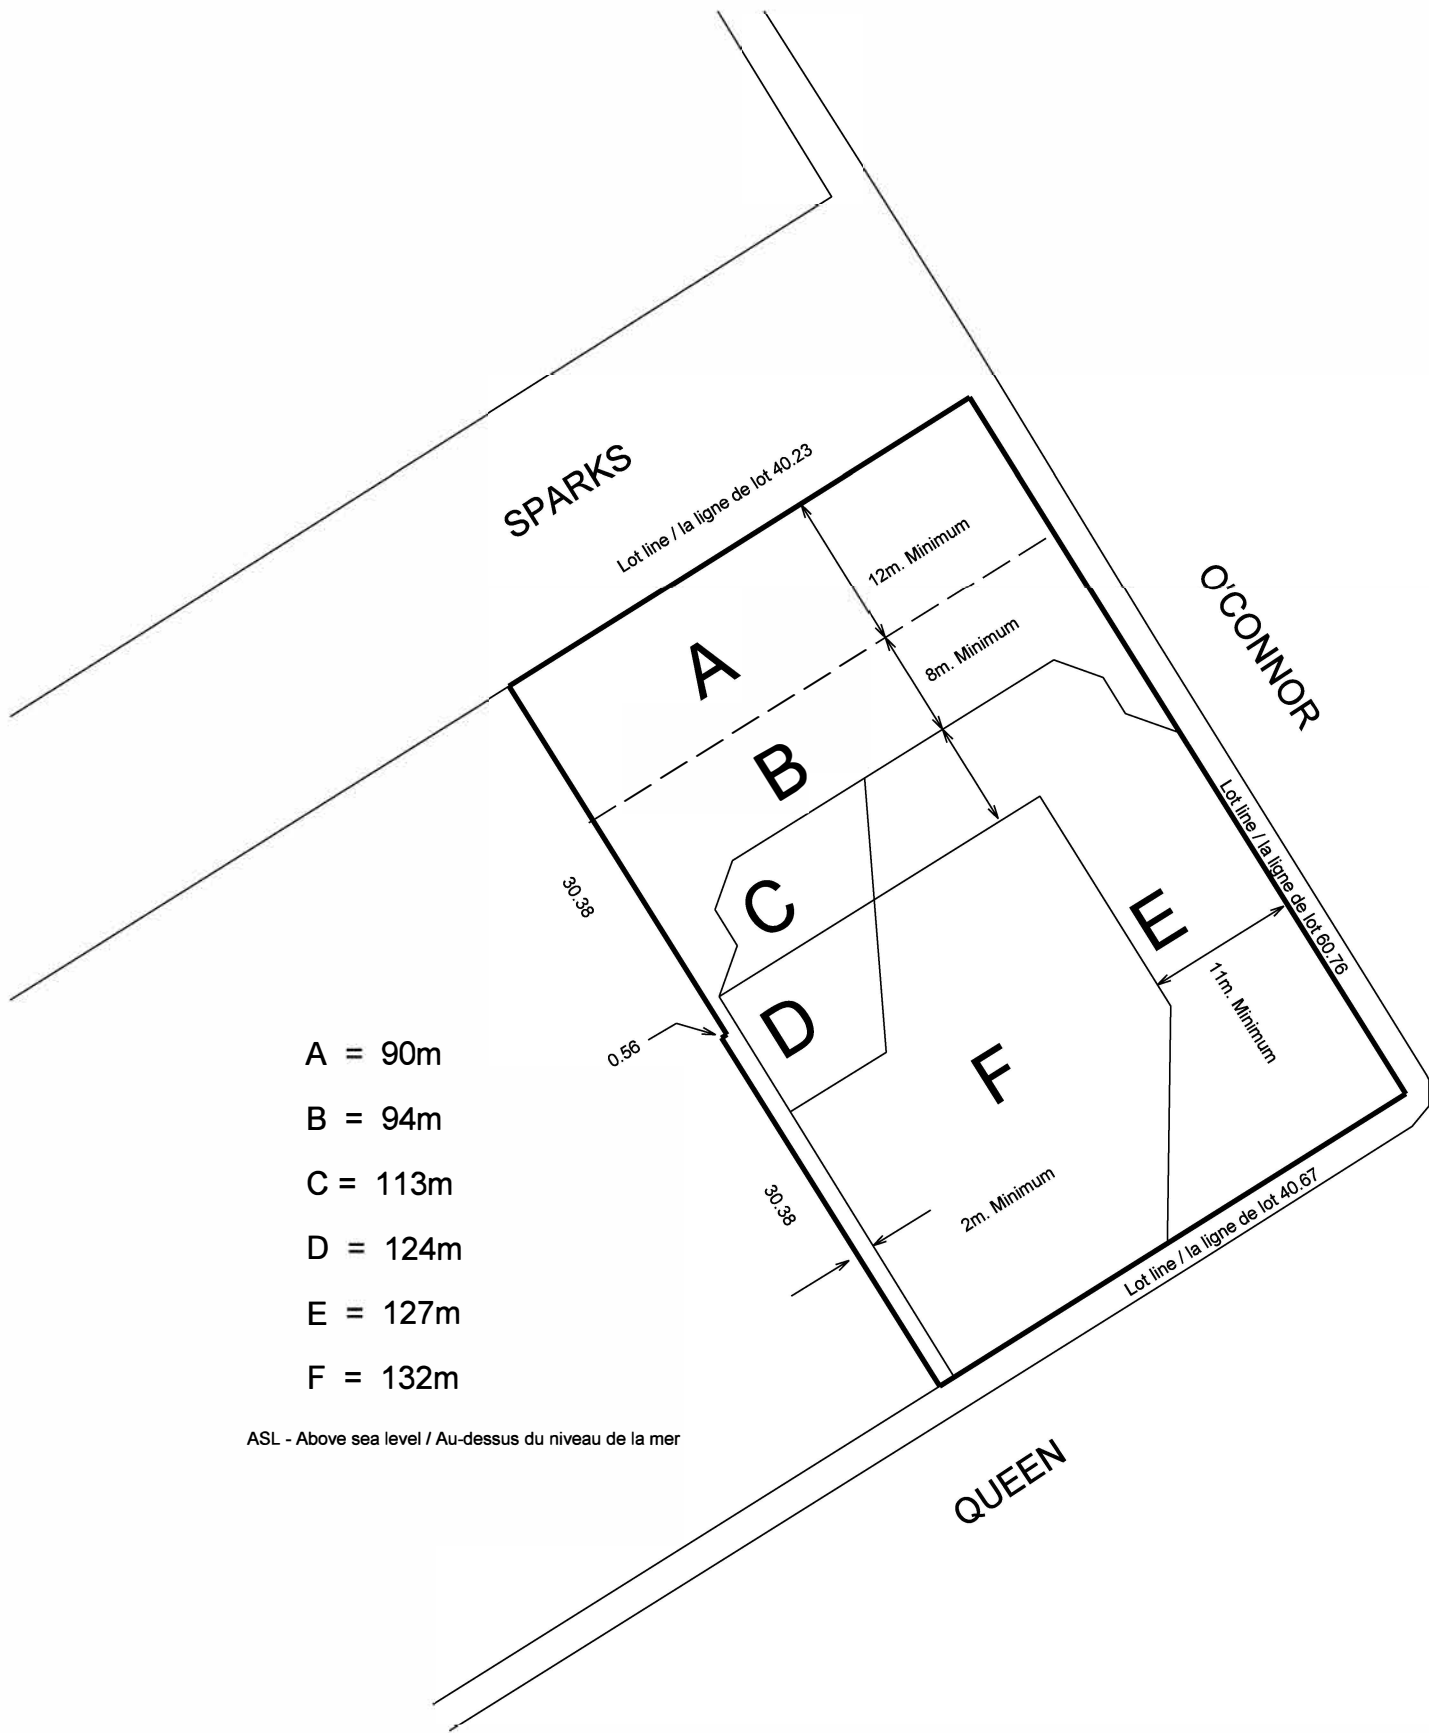 SPARKS
Lot line / la ligne de lot 40.23
12m. Minimum
O'CONNOR
8m. Minimum
A
B
Lot line / la ligne de lot 60.76
30.38
C
E
11m. Minimum
D
0.56
F
A = 90m
B = 94m
C = 113m
D = 124m
E = 127m
F = 132m
2m. Minimum
30.38
Lot line / la ligne de lot 40.67
ASL - Above sea level / Au-dessus du niveau de la mer
QUEEN